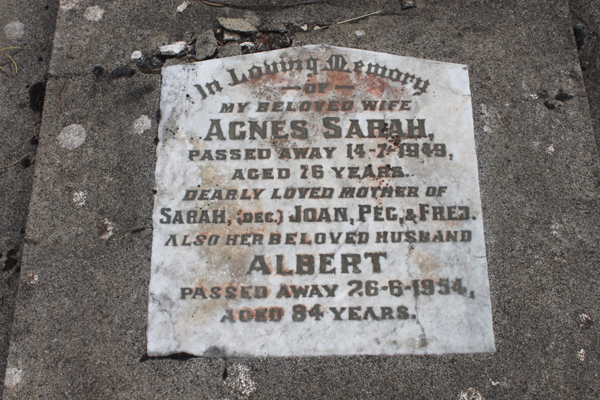 In Loving Memory
OF
MY BELOVED WIFE
AGNES SARAH,
PASSED AWAY 14-7-1949,
AGED 76 YEARS.
DEARLY LOVED MOTHER OF
SARAH, (DEC.) JOAN, PEG, & FRED.
ALSO HER BELOVED HUSBAND
ALBERT
PASSED AWAY 26-6-1954,
AGED 84 YEARS.